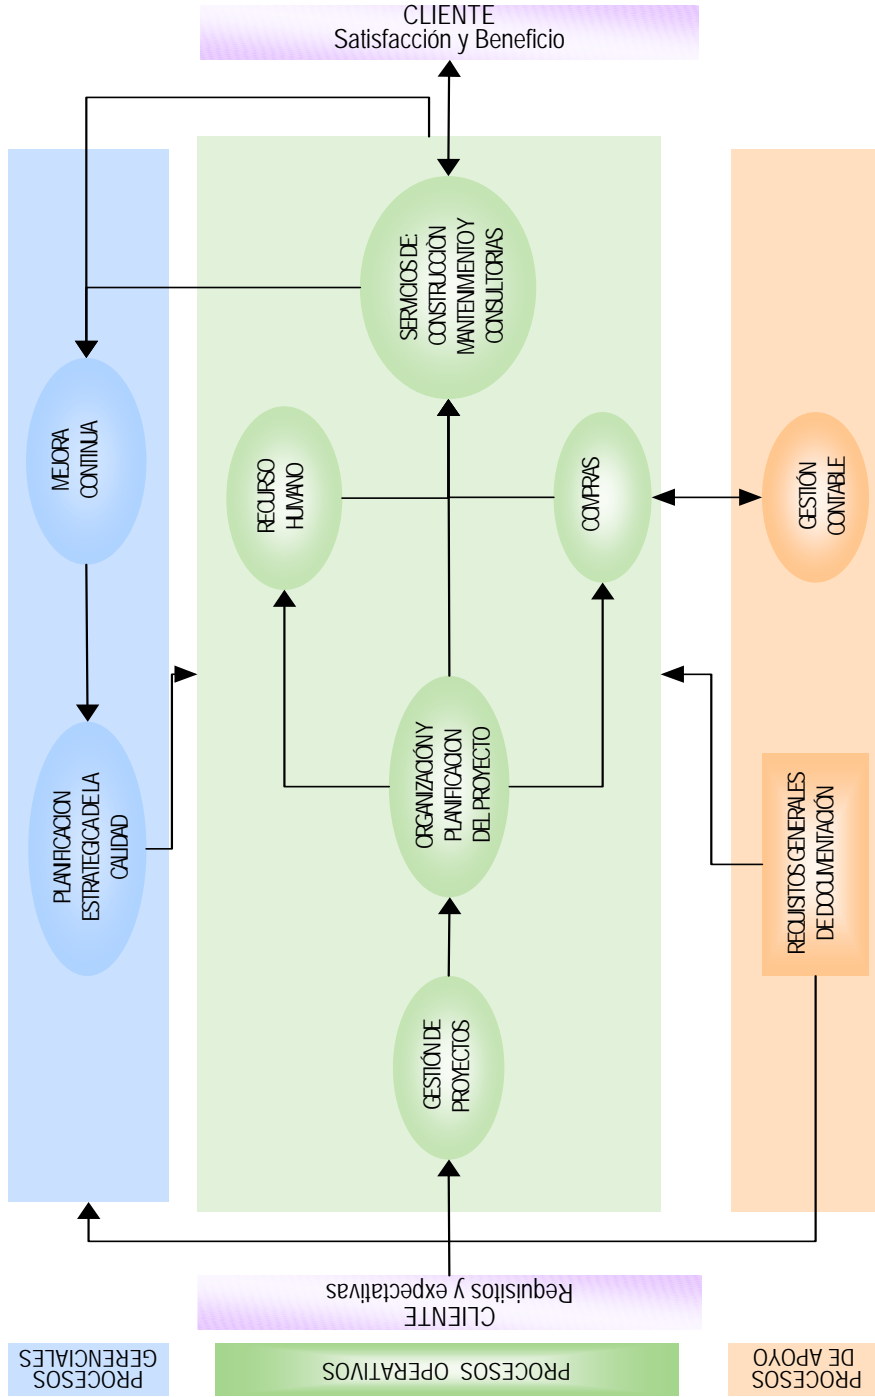 CLIENTE
Satisfacción y Beneficio
MEJORA
CONTINUA
PLANIFICACION
ESTRATEGICA DE LA
CALIDAD
SERVICIOS DE:
CONSTRUCCIÒN
MANTENIMIENTO Y
CONSULTORIAS
RECURSO
HUMANO
COMPRAS
ORGANIZACIÓN Y
PLANIFICACION
DEL PROYECTO
GESTIÓN DE
PROYECTOS
GESTIÓN
CONTABLE
REQUISITOS GENERALES
DE DOCUMENTACIÓN
CLIENTE
Requisitos y expectativas
PROCESOS
GERENCIALES
PROCESOS OPERATIVOS
PROCESOS
DE APOYO